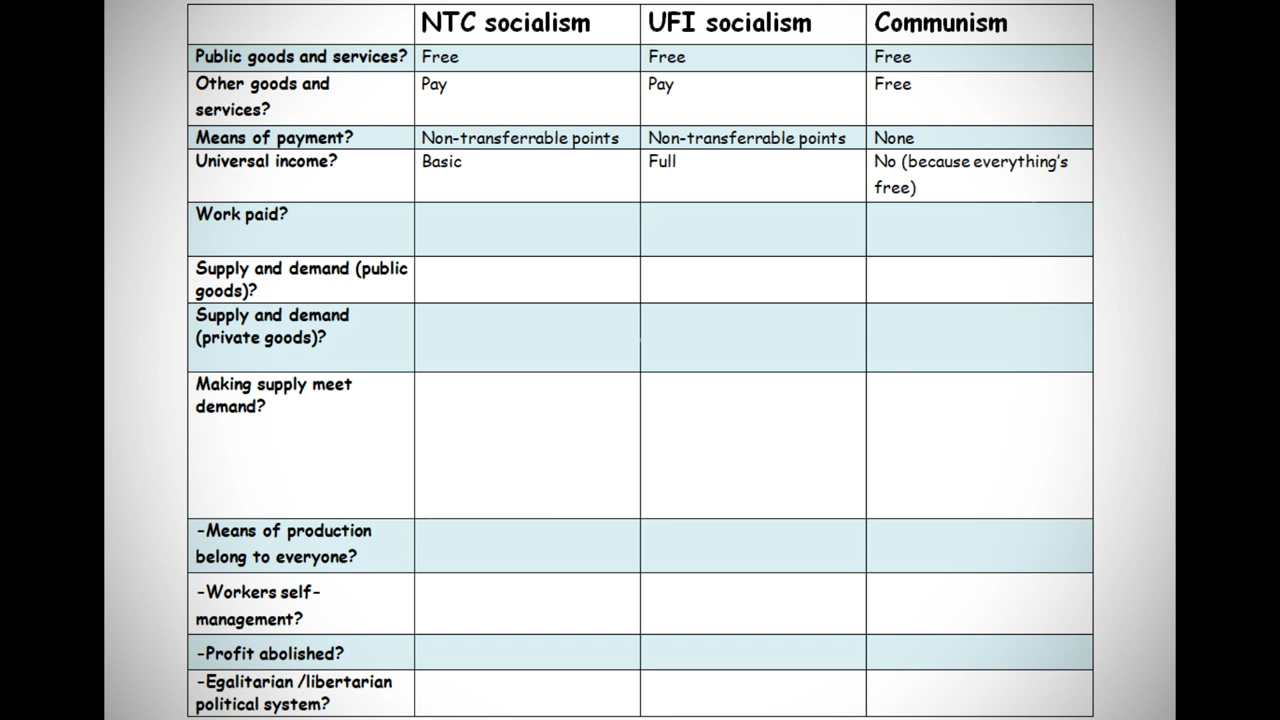 NTC socialism UFI socialism Communism
Public goods and services? Free Free Free
Other goods and Pay Pay Free
services?
Means of payment? Non-transferrable points Non-transferrable points None
Universal income? Basic Full No (because everything's
free)
Work paid?
Supply and demand (public
goods)?
Supply and demand
(private goods)?
Making supply meet
demand?
-Means of production
belong to everyone?
-Workers self-
management?
-Profit abolished?
-Egalitarian /libertarian
political system?